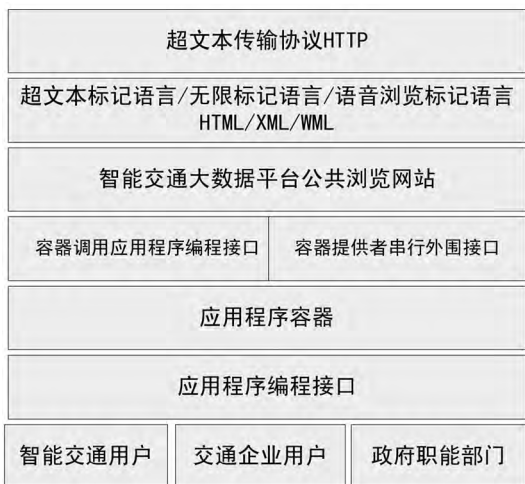 超文本传输协议HTTP
超文本标记语言/无限标记语言/语音浏览标记语言
HTML/XML/WML
智能交通大数据平台公共浏览网站
容器调用应用程序编程接口
容器提供者串行外围接口
应用程序容器
应用程序编程接口
智能交通用户
交通企业用户
政府职能部门